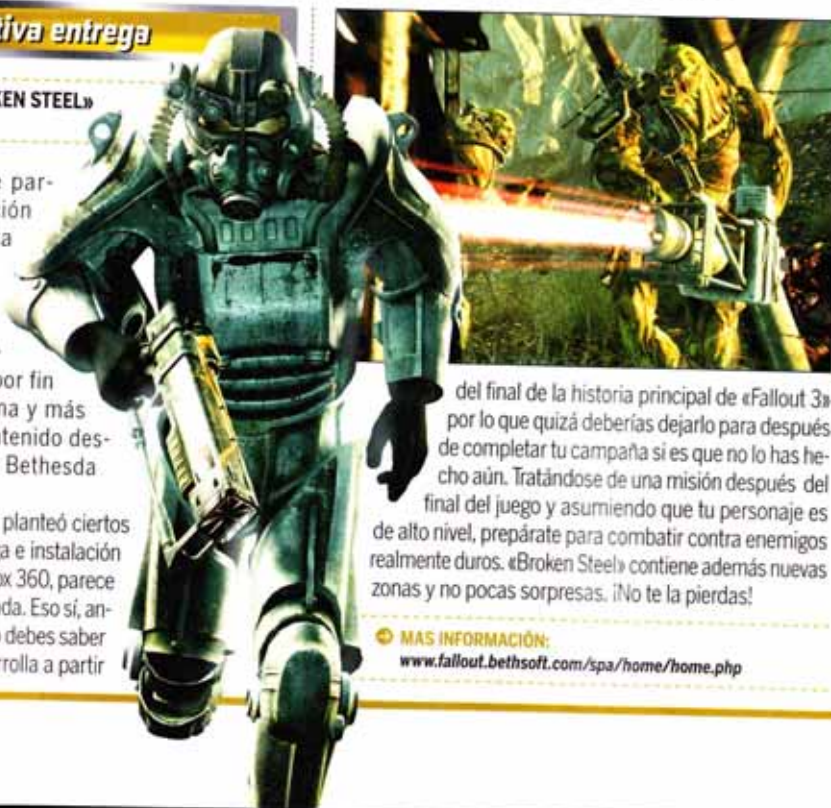 tiva entrega
KEN STEEL»
e par-
ión
a
por fin
na y más
tenido des-
Bethesda
planteó ciertos
a e instalación
ox 360, parece
da. Eso sí, an-
o debes saber
rrolla a partir
del final de la historia principal de «Fallout 3»
por lo que quizá deberías dejarlo para después
de completar tu campaña si es que no lo has he-
cho aún. Tratándose de una misión después del
final del juego y asumiendo que tu personaje es
de alto nivel, prepárate para combatir contra enemigos
realmente duros. «Broken Steel» contiene además nuevas
zonas y no pocas sorpresas. ¡No te la pierdas!
MAS INFORMACIÓN:
www.fallout.bethsoft.com/spa/home/home.php